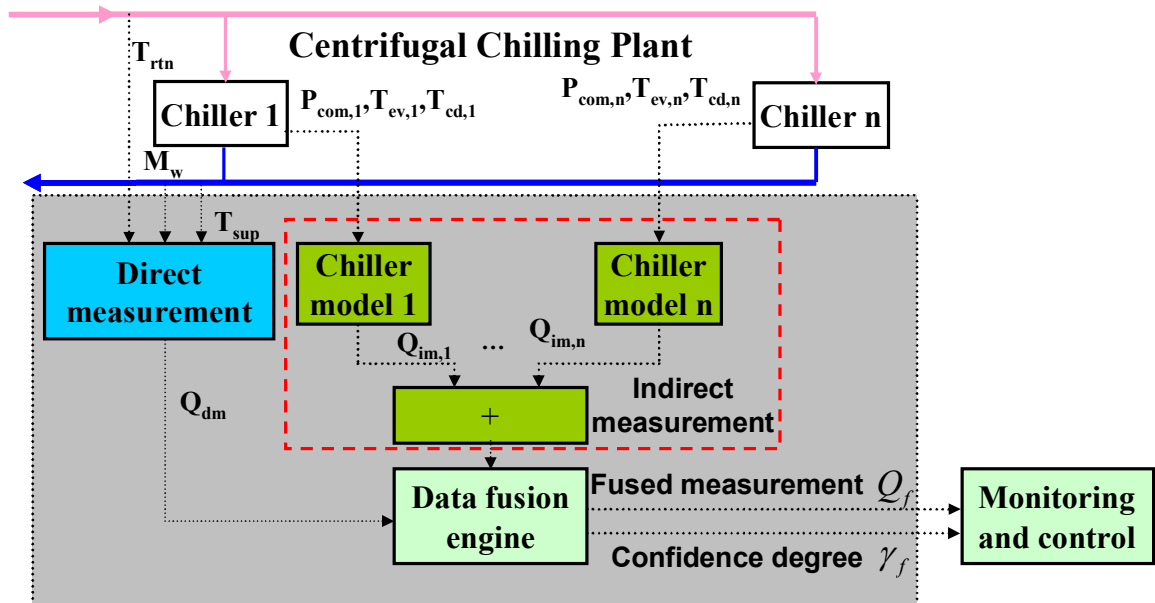 Centrifugal Chilling Plant
T_rtn
Chiller 1
P_com,1,T_ev,1,T_cd,1
P_com,n,T_ev,n,T_cd,n
Chiller n
M_w
T_sup
Direct
measurement
Chiller
model 1
Chiller
model n
Q_im,1
...
Q_im,n
Q_dm
+
Indirect
measurement
Data fusion
engine
Fused measurement Q_f
Confidence degree γ_f
Monitoring
and control